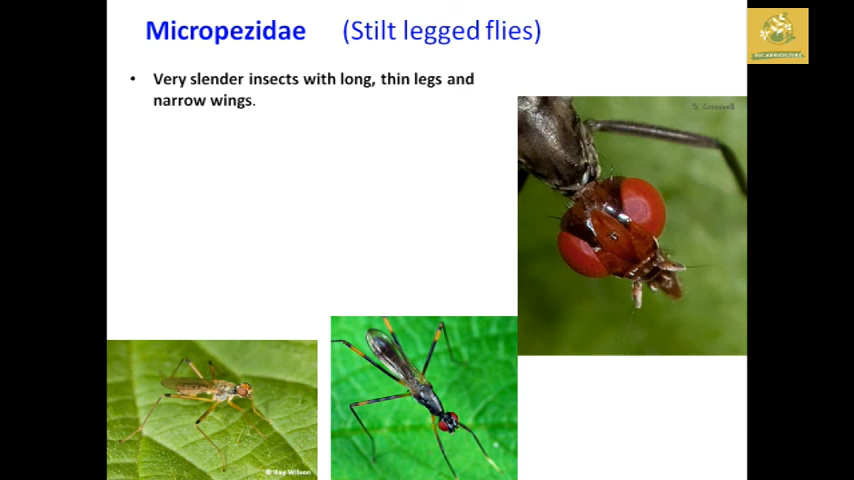 Micropezidae (Stilt legged flies)
• Very slender insects with long, thin legs and
narrow wings.
S. Cresswell
© Ray Wilson